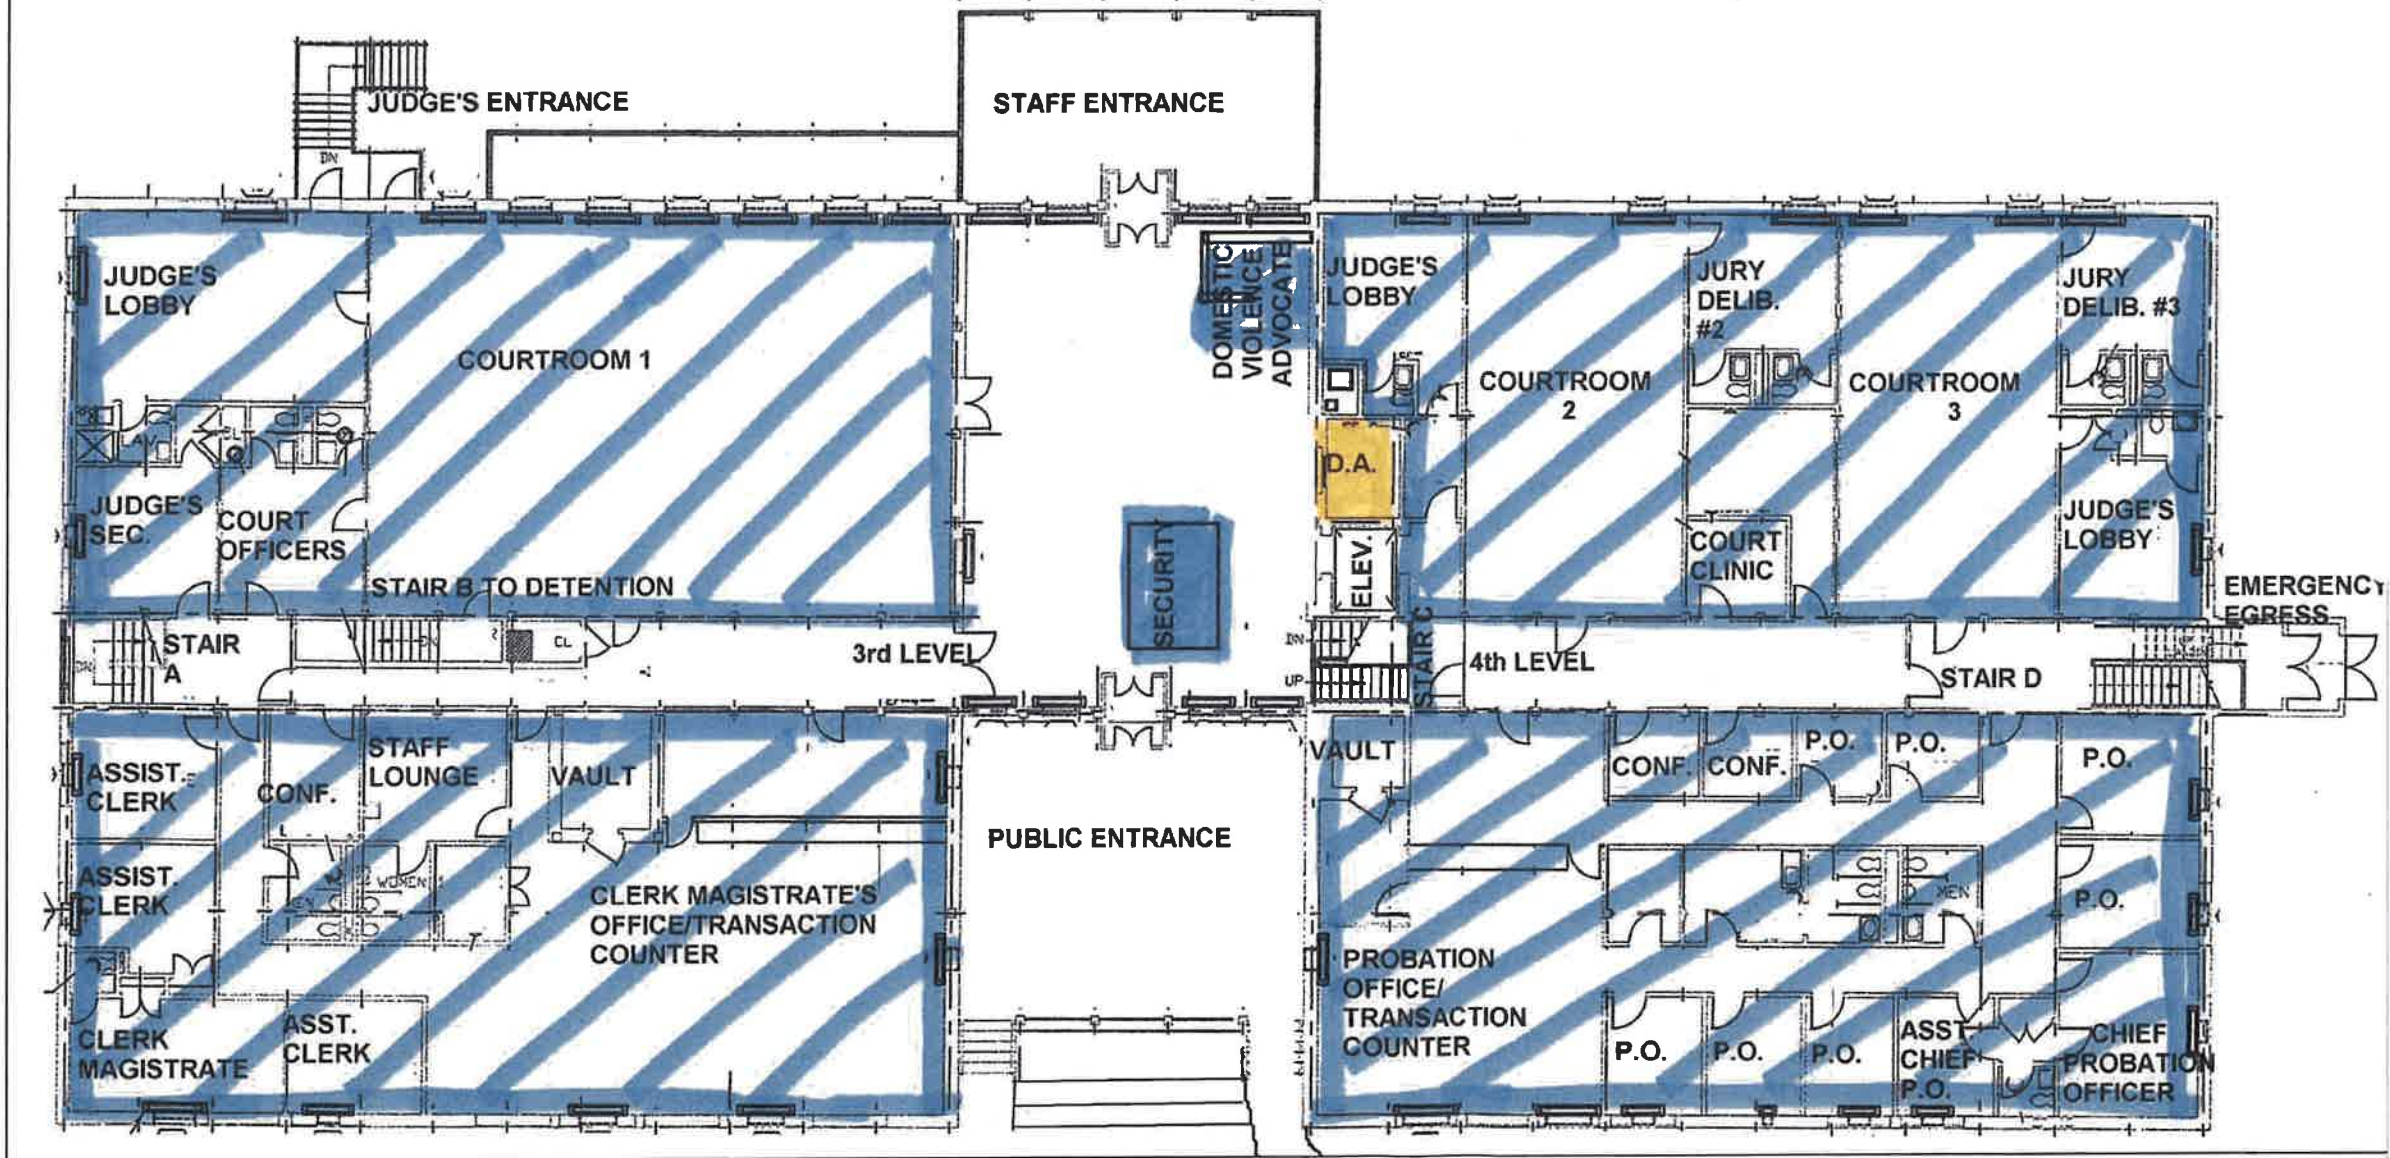 JUDGE'S ENTRANCE
STAFF ENTRANCE
DN
JUDGE'S
LOBBY
COURTROOM 1
DOMESTIC
VIOLENCE
ADVOCATE
JUDGE'S
LOBBY
COURTROOM
2
JURY
DELIB.
#2
COURTROOM
3
JURY
DELIB. #3
LAV
D.A.
JUDGE'S
SEC.
COURT
OFFICERS
STAIR B TO DETENTION
SECURITY
ELEV.
COURT
CLINIC
JUDGE'S
LOBBY
EMERGENCY
EGRESS
STAIR
A
DN
DN
CL
3rd LEVEL
DN
UP
STAIR C
4th LEVEL
STAIR D
ASSIST.
CLERK
CONF.
STAFF
LOUNGE
VAULT
VAULT
CONF.
CONF.
P.O.
P.O.
P.O.
PUBLIC ENTRANCE
ASSIST.
CLERK
WOMEN
CLERK MAGISTRATE'S
OFFICE/TRANSACTION
COUNTER
MEN
P.O.
PROBATION
OFFICE/
TRANSACTION
COUNTER
CLERK
MAGISTRATE
ASST.
CLERK
P.O.
P.O.
P.O.
ASST
CHIEF
P.O.
CHIEF
PROBATION
OFFICER